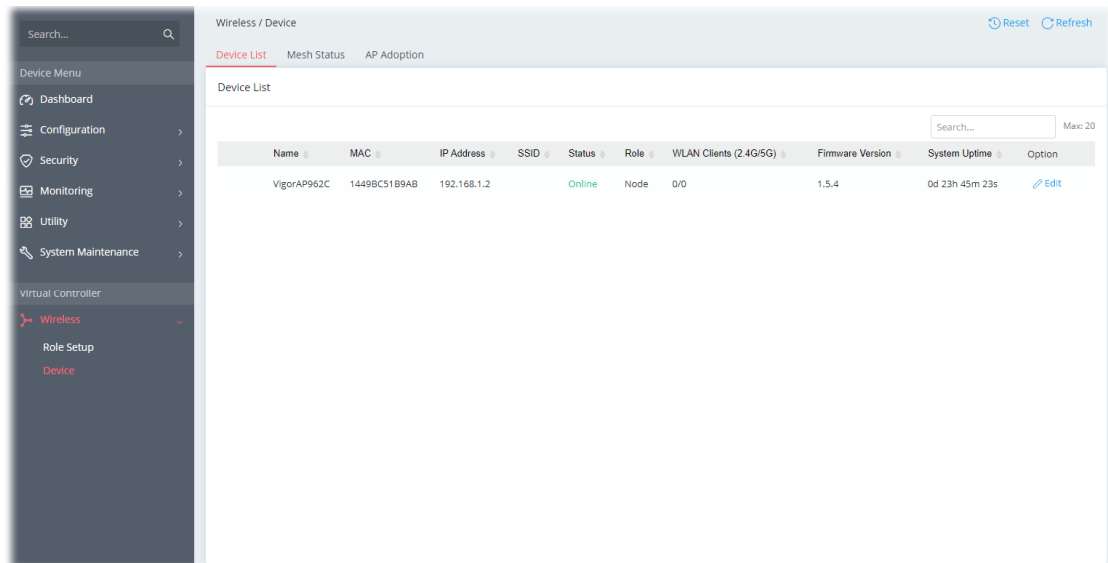 Search...
Device Menu
Dashboard
Configuration
Security
Monitoring
Utility
System Maintenance
Virtual Controller
Wireless
Role Setup
Device
Wireless / Device
Reset Refresh
Device List Mesh Status AP Adoption
Device List
Search... Max: 20
Name MAC IP Address SSID Status Role WLAN Clients (2.4G/5G) Firmware Version System Uptime Option
VigorAP962C 1449BC51B9AB 192.168.1.2 Online Node 0/0 1.5.4 0d 23h 45m 23s Edit